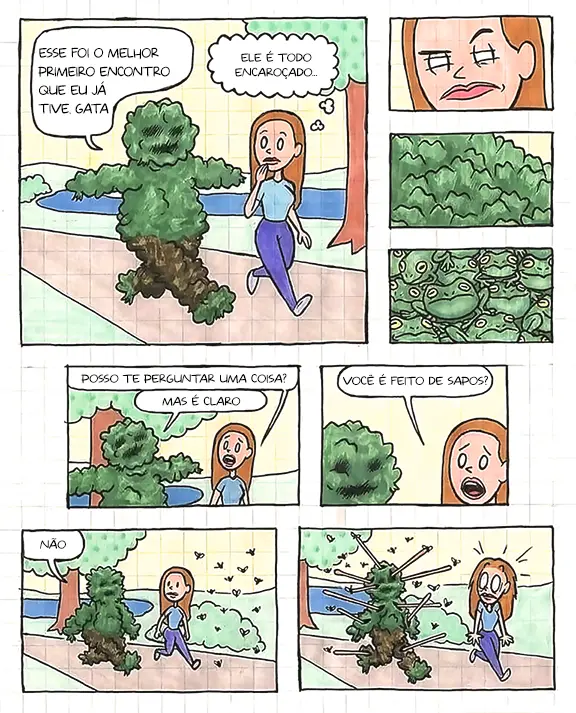 ESSE FOI O MELHOR
PRIMEIRO ENCONTRO
QUE EU JÁ
TIVE, GATA
ELE É TODO
ENCAROÇADO...
POSSO TE PERGUNTAR UMA COISA?
MAS É CLARO
VOCÊ É FEITO DE SAPOS?
NÃO